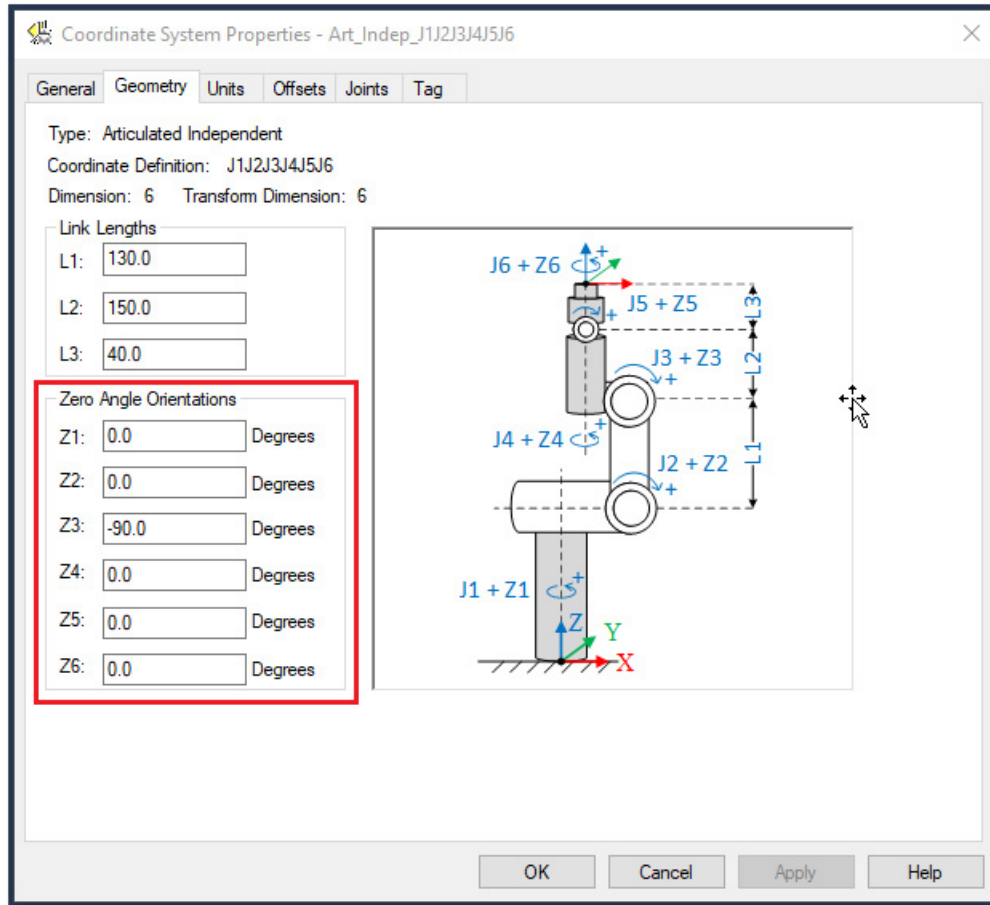 Coordinate System Properties - Art_Indep_J1J2J3J4J5J6
General Geometry Units Offsets Joints Tag
Type: Articulated Independent
Coordinate Definition: J1J2J3J4J5J6
Dimension: 6 Transform Dimension: 6
Link Lengths
L1: 130.0
L2: 150.0
L3: 40.0
Zero Angle Orientations
Z1: 0.0 Degrees
Z2: 0.0 Degrees
Z3: -90.0 Degrees
Z4: 0.0 Degrees
Z5: 0.0 Degrees
Z6: 0.0 Degrees
J6 + Z6 +
J5 + Z5 +
L3
J3 + Z3 +
L2
J4 + Z4 +
J2 + Z2 +
L1
J1 + Z1 +
Z
Y
X
OK Cancel Apply Help